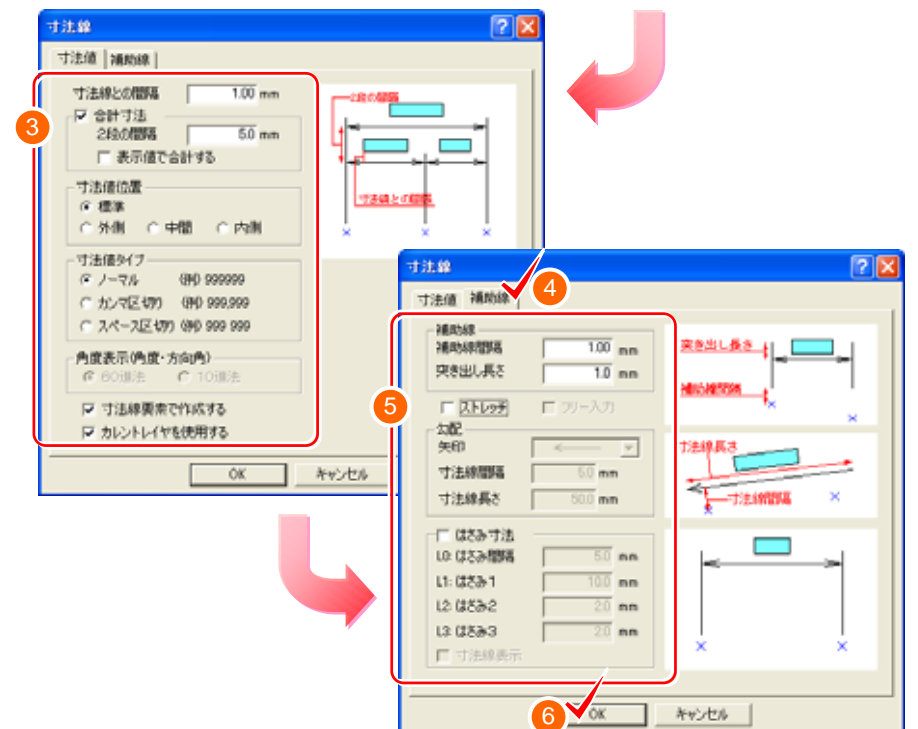 寸法線
寸法値 補助線
寸法線との間隔 1.00 mm
3
合計寸法
2段の間隔 5.0 mm
表示値で合計する
寸法値位置
標準
外側 中間 内側
寸法値タイプ
ノーマル (例) 999999
カンマ区切り (例) 999,999
スペース区切り (例) 999 999
角度表示(角度・方向角)
60進法 10進法
寸法線要素で作成する
カレントレイヤを使用する
OK キャンセル
2段の間隔
寸法線との間隔
寸法線
4
寸法値 補助線
補助線
補助線間隔 1.00 mm
突き出し長さ 1.0 mm
5
ストレッチ フリー入力
勾配
矢印
寸法線間隔 5.0 mm
寸法線長さ 50.0 mm
はさみ寸法
L0: はさみ間隔 5.0 mm
L1: はさみ1 10.0 mm
L2: はさみ2 2.0 mm
L3: はさみ3 2.0 mm
寸法線表示
突き出し長さ
補助線間隔
寸法線長さ
寸法線間隔
6
OK キャンセル